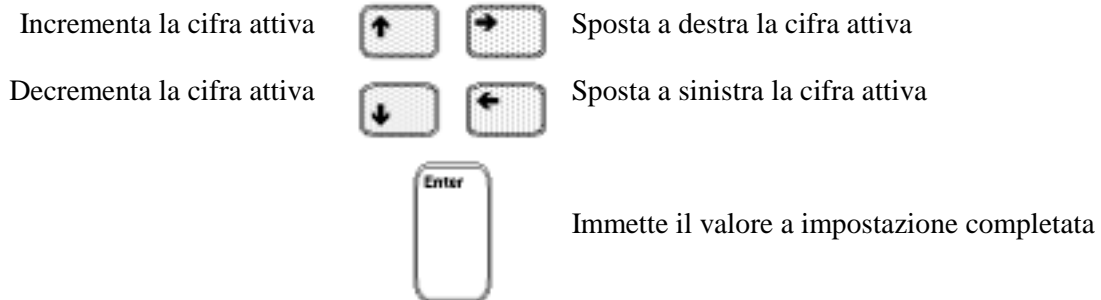 Incrementa la cifra attiva
Sposta a destra la cifra attiva
Decrementa la cifra attiva
Sposta a sinistra la cifra attiva
Enter
Immette il valore a impostazione completata